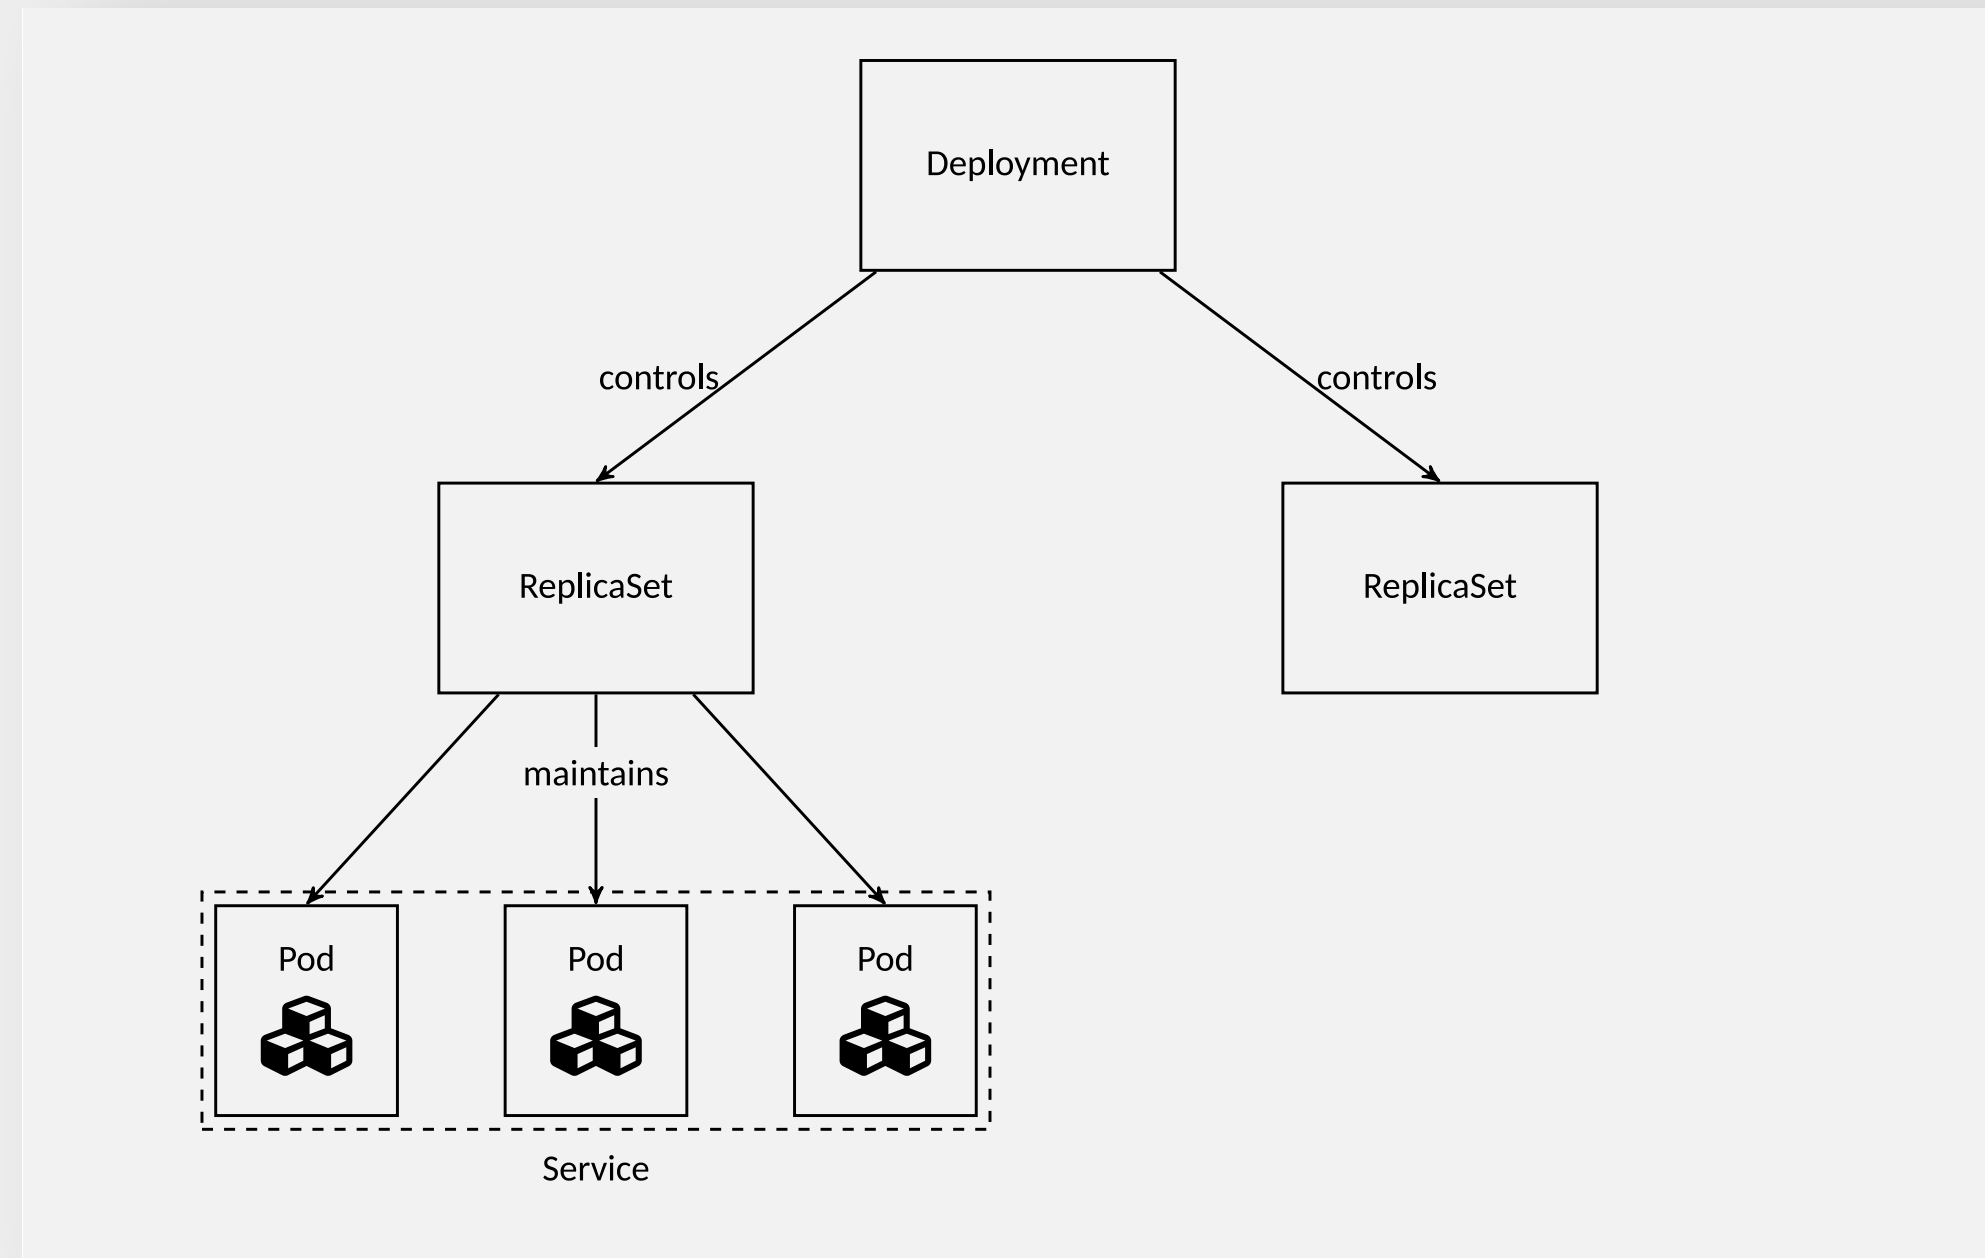 Deployment
controls
controls
ReplicaSet
ReplicaSet
maintains
Pod
Pod
Pod
Service